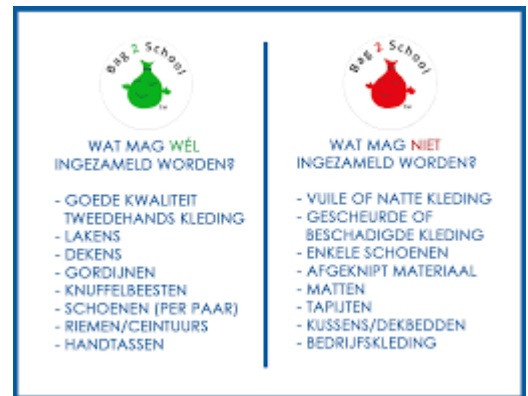 Bag 2 School
TM
WAT MAG WÉL
INGEZAMELD WORDEN?
- GOEDE KWALITEIT
TWEEDEHANDS KLEDING
- LAKENS
- DEKENS
- GORDIJNEN
- KNUFFELBEESTEN
- SCHOENEN (PER PAAR)
- RIEMEN/CEINTUURS
- HANDTASSEN
Bag 2 School
TM
WAT MAG NIET
INGEZAMELD WORDEN?
- VUILE OF NATTE KLEDING
- GESCHEURDE OF
BESCHADIGDE KLEDING
- ENKELE SCHOENEN
- AFGEKNIPT MATERIAAL
- MATTEN
- TAPIJTEN
- KUSSENS/DEKBEDDEN
- BEDRIJFSKLEDING